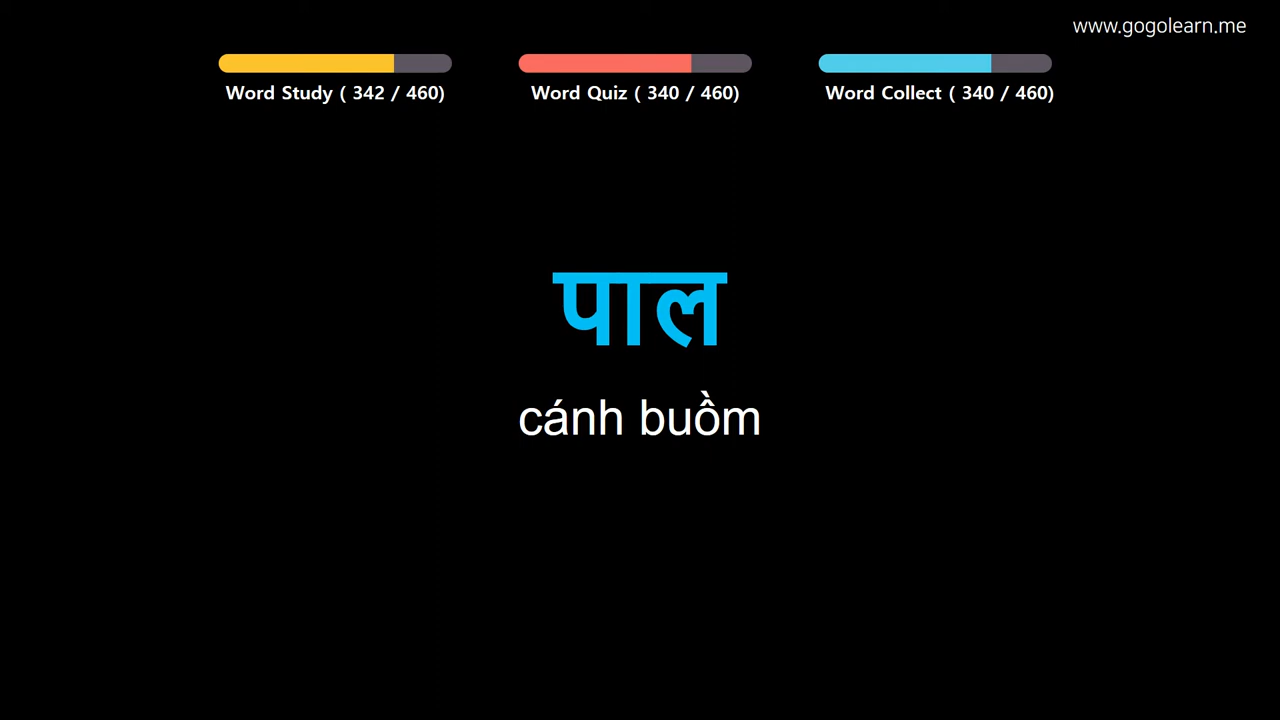 www.gogolearn.me
Word Study ( 342 / 460)
Word Quiz ( 340 / 460)
Word Collect ( 340 / 460)
पाल
cánh buồm